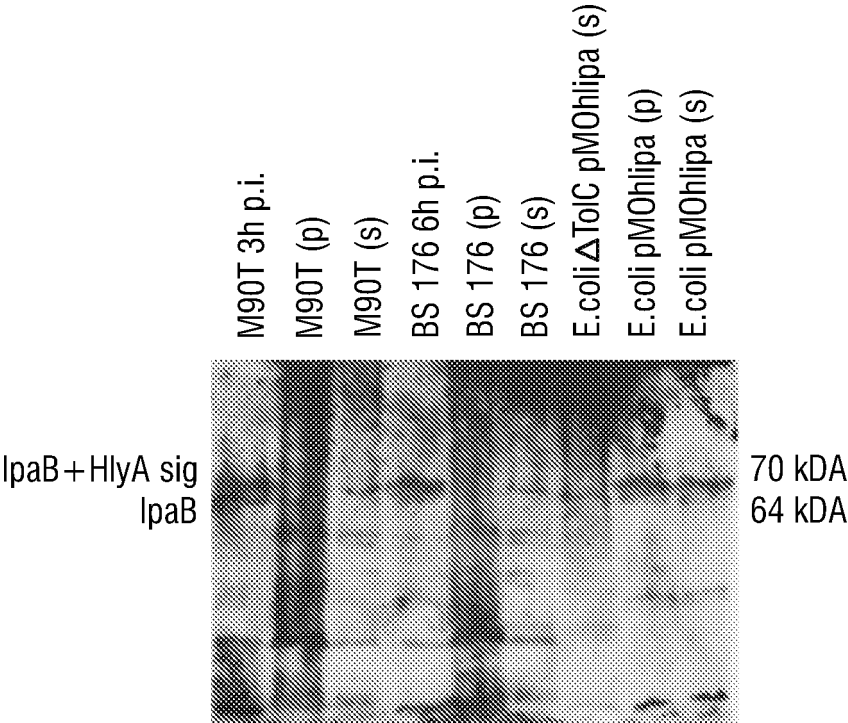 M90T 3h p.i.
M90T (p)
M90T (s)
BS 176 6h p.i.
BS 176 (p)
BS 176 (s)
E.coli Δ TolC pMOhlipa (s)
E.coli pMOhlipa (p)
E.coli pMOhlipa (s)
IpaB+HlyA sig
IpaB
70 kDA
64 kDA